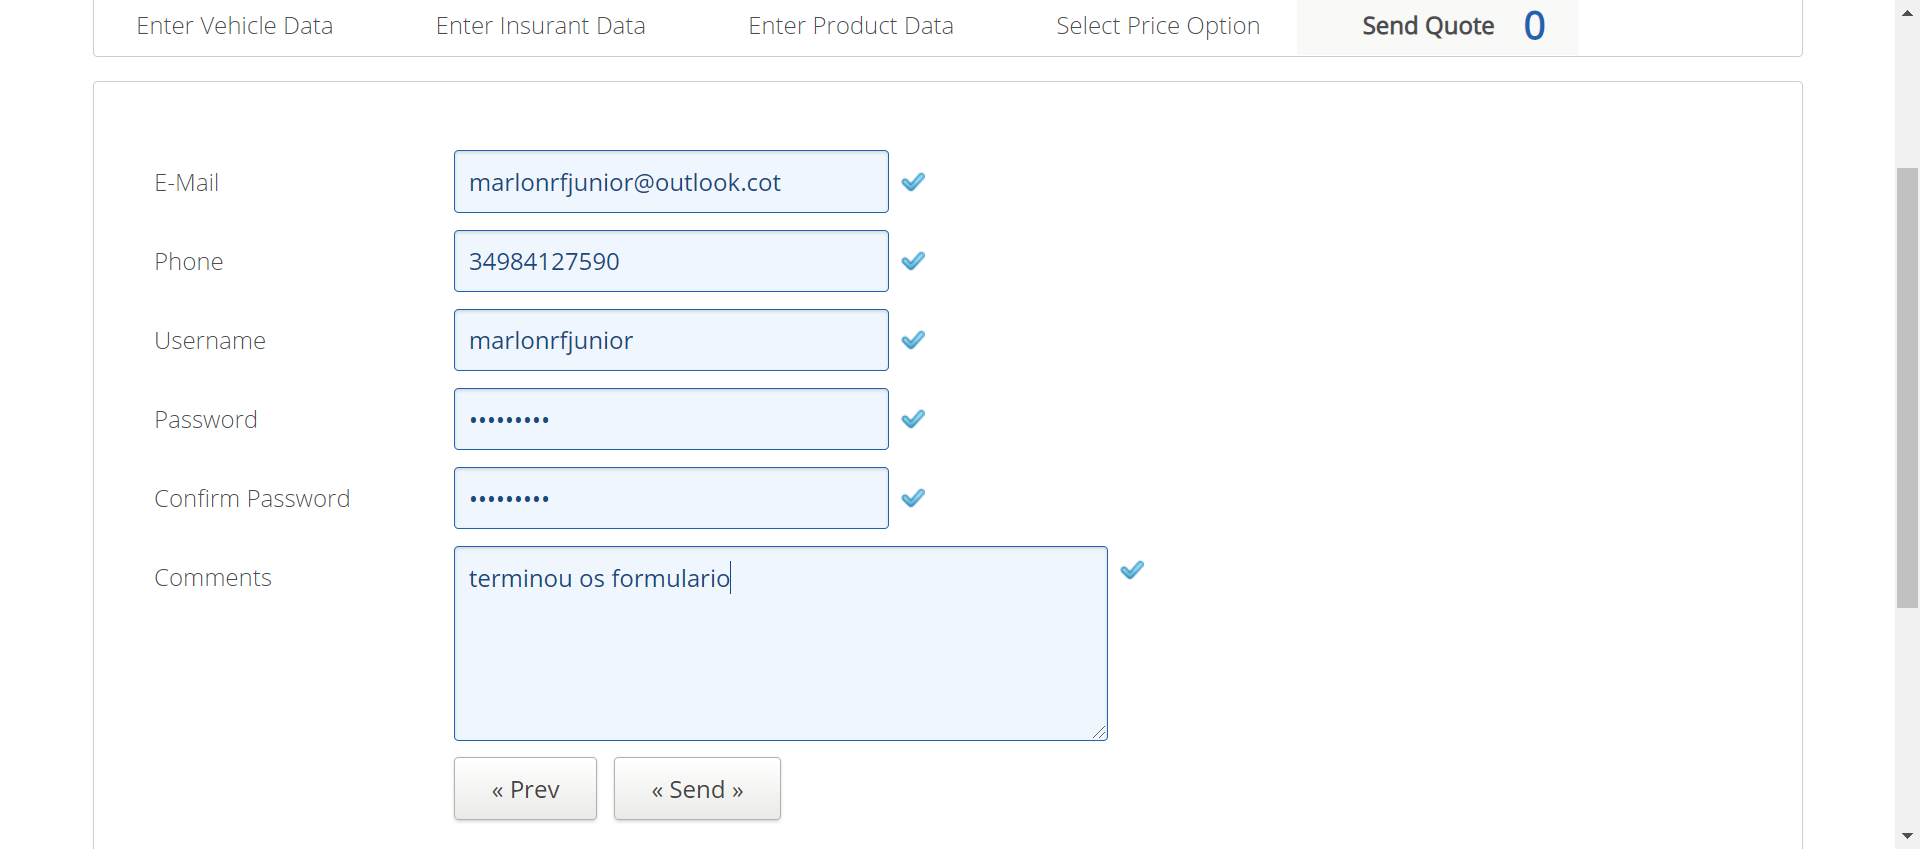 Enter Vehicle Data Enter Insurant Data Enter Product Data Select Price Option Send Quote 0
E-Mail marlonrfjunior@outlook.cot
Phone 34984127590
Username marlonrfjunior
Password •••••••••
Confirm Password •••••••••
Comments terminou os formulario
« Prev « Send »